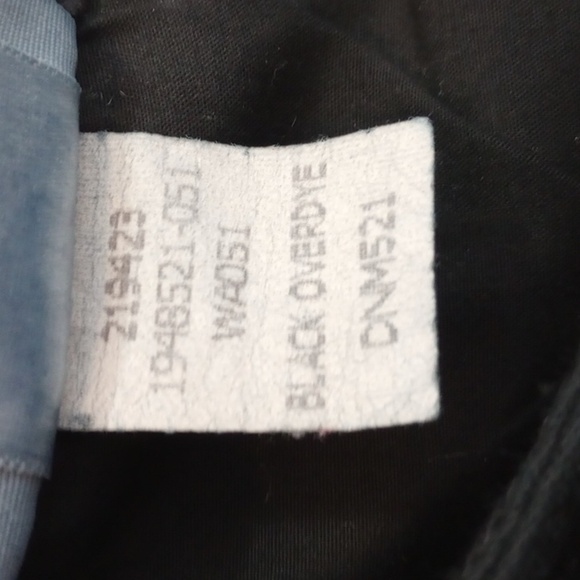 219423
1948521-051
WA051
BLACK OVERDYE
DNM521